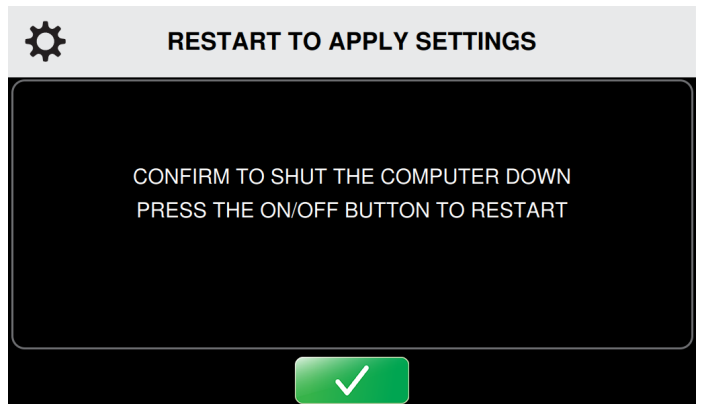 RESTART TO APPLY SETTINGS
CONFIRM TO SHUT THE COMPUTER DOWN
PRESS THE ON/OFF BUTTON TO RESTART